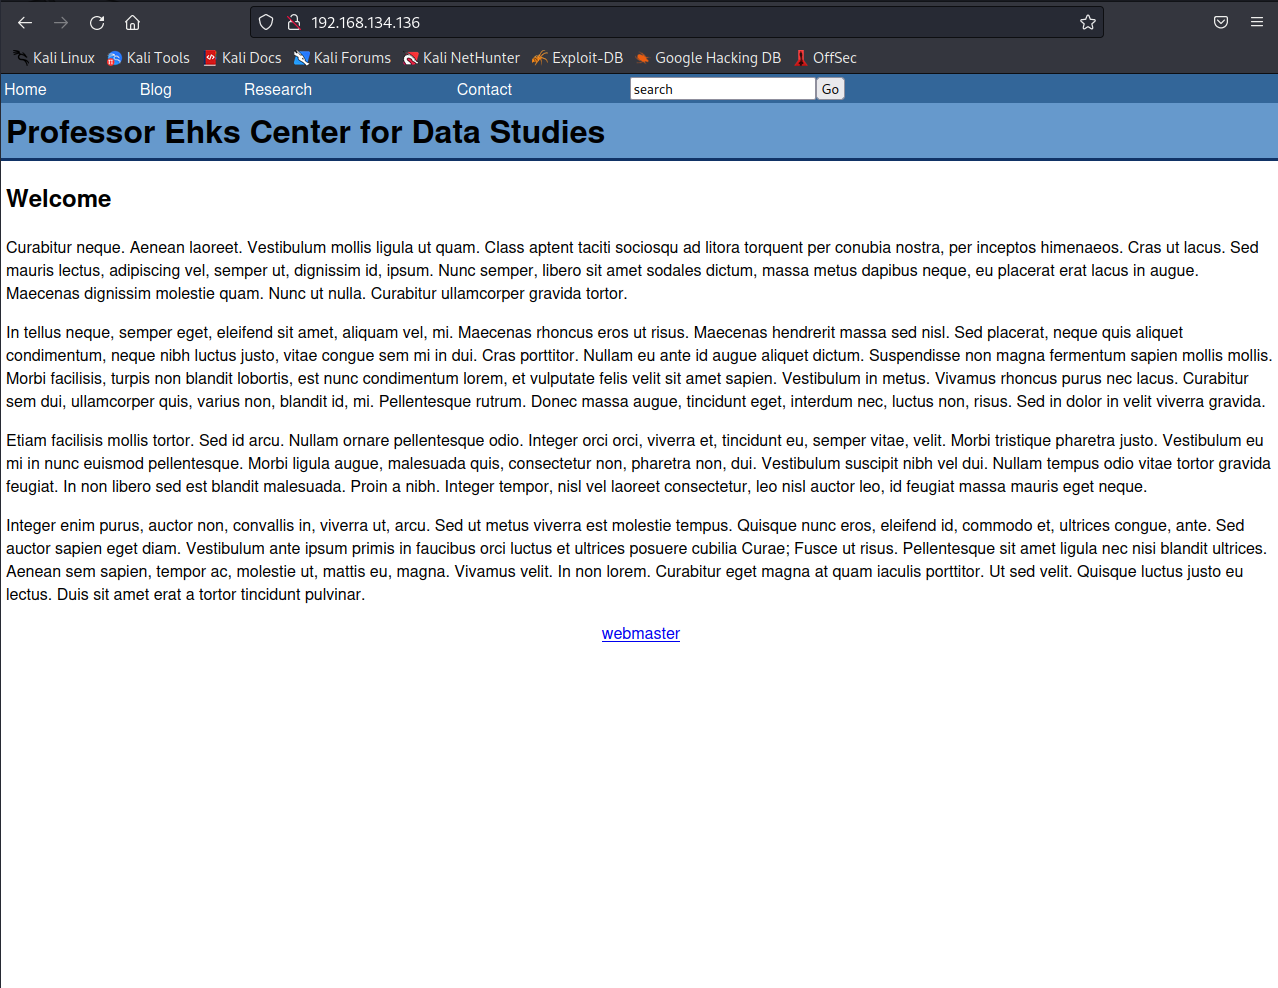 192.168.134.136
Kali Linux Kali Tools Kali Docs Kali Forums Kali NetHunter Exploit-DB Google Hacking DB OffSec
Home Blog Research Contact search Go
Professor Ehks Center for Data Studies
Welcome
Curabitur neque. Aenean laoreet. Vestibulum mollis ligula ut quam. Class aptent taciti sociosqu ad litora torquent per conubia nostra, per inceptos himenaeos. Cras ut lacus. Sed
mauris lectus, adipiscing vel, semper ut, dignissim id, ipsum. Nunc semper, libero sit amet sodales dictum, massa metus dapibus neque, eu placerat erat lacus in augue.
Maecenas dignissim molestie quam. Nunc ut nulla. Curabitur ullamcorper gravida tortor.
In tellus neque, semper eget, eleifend sit amet, aliquam vel, mi. Maecenas rhoncus eros ut risus. Maecenas hendrerit massa sed nisl. Sed placerat, neque quis aliquet
condimentum, neque nibh luctus justo, vitae congue sem mi in dui. Cras porttitor. Nullam eu ante id augue aliquet dictum. Suspendisse non magna fermentum sapien mollis mollis.
Morbi facilisis, turpis non blandit lobortis, est nunc condimentum lorem, et vulputate felis velit sit amet sapien. Vestibulum in metus. Vivamus rhoncus purus nec lacus. Curabitur
sem dui, ullamcorper quis, varius non, blandit id, mi. Pellentesque rutrum. Donec massa augue, tincidunt eget, interdum nec, luctus non, risus. Sed in dolor in velit viverra gravida.
Etiam facilisis mollis tortor. Sed id arcu. Nullam ornare pellentesque odio. Integer orci orci, viverra et, tincidunt eu, semper vitae, velit. Morbi tristique pharetra justo. Vestibulum eu
mi in nunc euismod pellentesque. Morbi ligula augue, malesuada quis, consectetur non, pharetra non, dui. Vestibulum suscipit nibh vel dui. Nullam tempus odio vitae tortor gravida
feugiat. In non libero sed est blandit malesuada. Proin a nibh. Integer tempor, nisl vel laoreet consectetur, leo nisl auctor leo, id feugiat massa mauris eget neque.
Integer enim purus, auctor non, convallis in, viverra ut, arcu. Sed ut metus viverra est molestie tempus. Quisque nunc eros, eleifend id, commodo et, ultrices congue, ante. Sed
auctor sapien eget diam. Vestibulum ante ipsum primis in faucibus orci luctus et ultrices posuere cubilia Curae; Fusce ut risus. Pellentesque sit amet ligula nec nisi blandit ultrices.
Aenean sem sapien, tempor ac, molestie ut, mattis eu, magna. Vivamus velit. In non lorem. Curabitur eget magna at quam iaculis porttitor. Ut sed velit. Quisque luctus justo eu
lectus. Duis sit amet erat a tortor tincidunt pulvinar.
webmaster